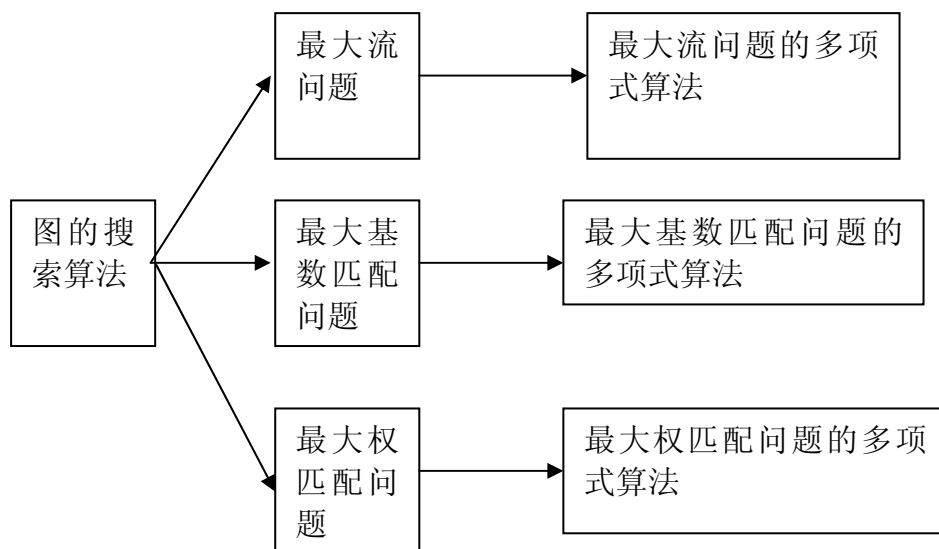 最大流
问题
最大流问题的多项
式算法
图的搜
索算法
最大基
数匹配
问题
最大基数匹配问题的
多项式算法
最大权
匹配问
题
最大权匹配问题的多项
式算法